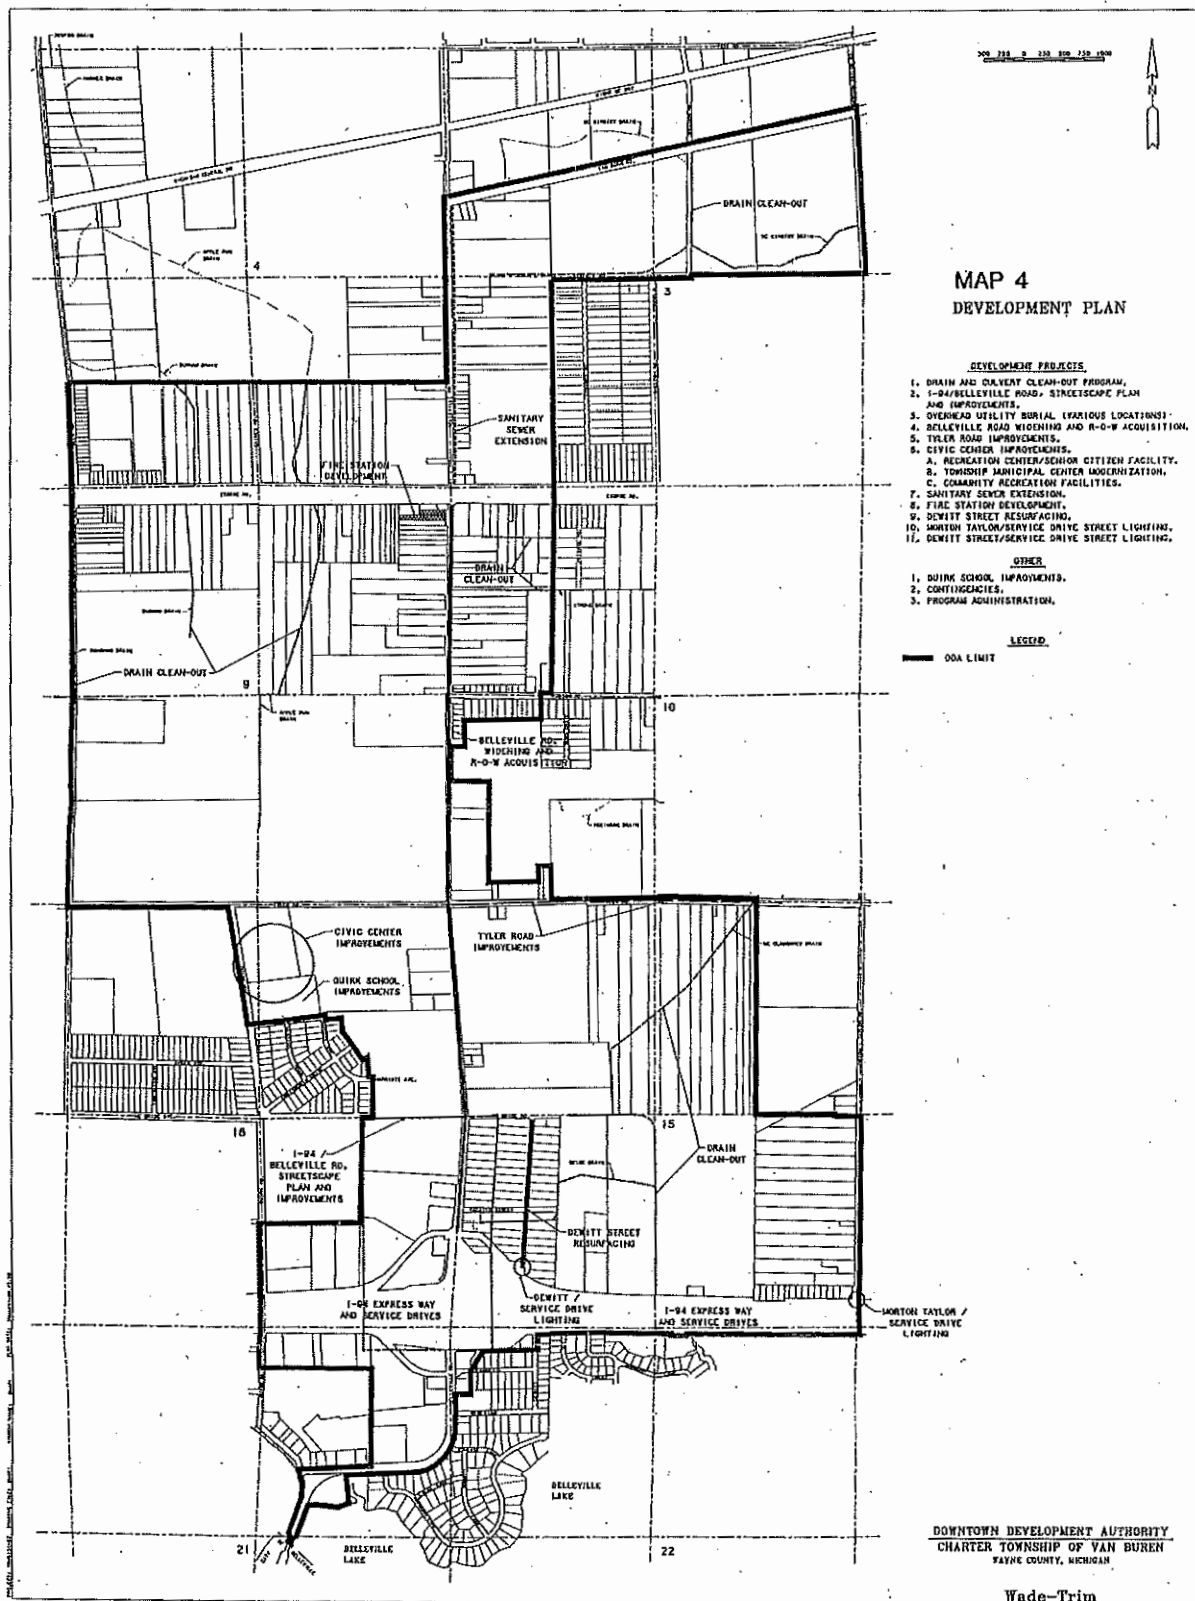 500 250 0 250 500 750 1000
N
MAP 4
DEVELOPMENT PLAN
DEVELOPMENT PROJECTS
1. DRAIN AND CULVERT CLEAN-OUT PROGRAM.
2. I-94/BELLEVILLE ROAD, STREETSCAPE PLAN
AND IMPROVEMENTS.
3. OVERHEAD UTILITY BURIAL (VARIOUS LOCATIONS)
4. BELLEVILLE ROAD WIDENING AND R-O-W ACQUISITION.
5. TYLER ROAD IMPROVEMENTS.
6. CIVIC CENTER IMPROVEMENTS.
A. RECREATION CENTER/SENIOR CITIZEN FACILITY.
B. TOWNSHIP MUNICIPAL CENTER MODERNIZATION.
C. COMMUNITY RECREATION FACILITIES.
7. SANITARY SEWER EXTENSION.
8. FIRE STATION DEVELOPMENT.
9. DEWITT STREET RESURFACING.
10. MORTON TAYLOR/SERVICE DRIVE STREET LIGHTING.
11. DEWITT STREET/SERVICE DRIVE STREET LIGHTING.
OTHER
1. QUIRK SCHOOL IMPROVMENTS.
2. CONTINGENCIES.
3. PROGRAM ADMINISTRATION.
LEGEND
DDA LIMIT
DRAIN CLEAN-OUT
4
3
SANITARY
SEWER
EXTENSION
FIRE STATION
DEVELOPMENT
DRAIN
CLEAN-OUT
DRAIN CLEAN-OUT
9
10
BELLEVILLE RD.
WIDENING AND
R-O-W ACQUISITION
CIVIC CENTER
IMPROVEMENTS
TYLER ROAD
IMPROVEMENTS
QUIRK SCHOOL
IMPROVEMENTS
16
15
I-94 /
BELLEVILLE RD.
STREETSCAPE
PLAN AND
IMPROVEMENTS
DRAIN
CLEAN-OUT
DEWITT STREET
RESURFACING
I-94 EXPRESS WAY
AND SERVICE DRIVES
DEWITT /
SERVICE DRIVE
LIGHTING
I-94 EXPRESS WAY
AND SERVICE DRIVES
MORTON TAYLOR /
SERVICE DRIVE
LIGHTING
BELLEVILLE
LAKE
21
BELLEVILLE
LAKE
22
DOWNTOWN DEVELOPMENT AUTHORITY
CHARTER TOWNSHIP OF VAN BUREN
WAYNE COUNTY, MICHIGAN
Wade-Trim